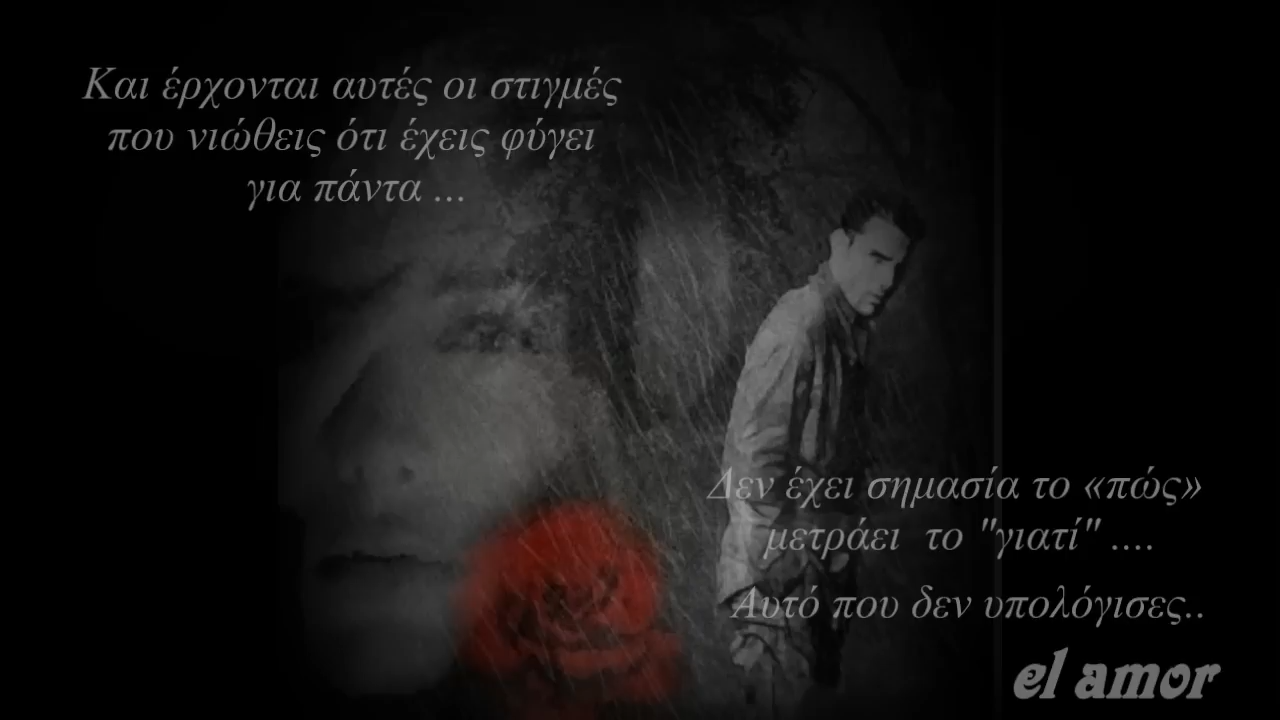 Και έρχονται αυτές οι στιγμές
που νιώθεις ότι έχεις φύγει
για πάντα ...
Δεν έχει σημασία το «πώς»
μετράει το "γιατί" ....
Αυτό που δεν υπολόγισες..
el amor